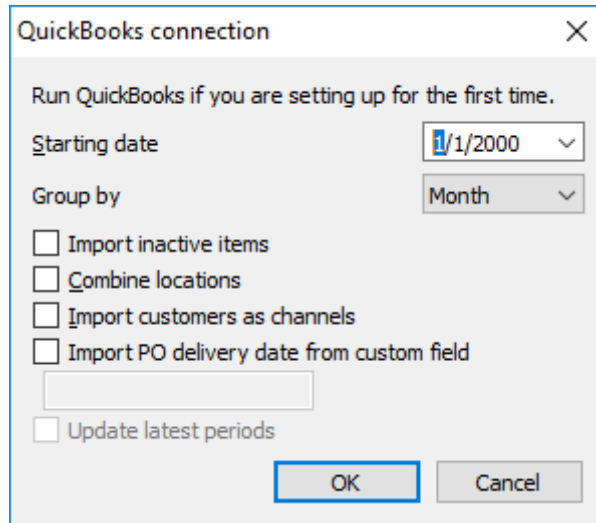 QuickBooks connection
Run QuickBooks if you are setting up for the first time.
Starting date 1/1/2000
Group by Month
Import inactive items
Combine locations
Import customers as channels
Import PO delivery date from custom field
Update latest periods
OK Cancel